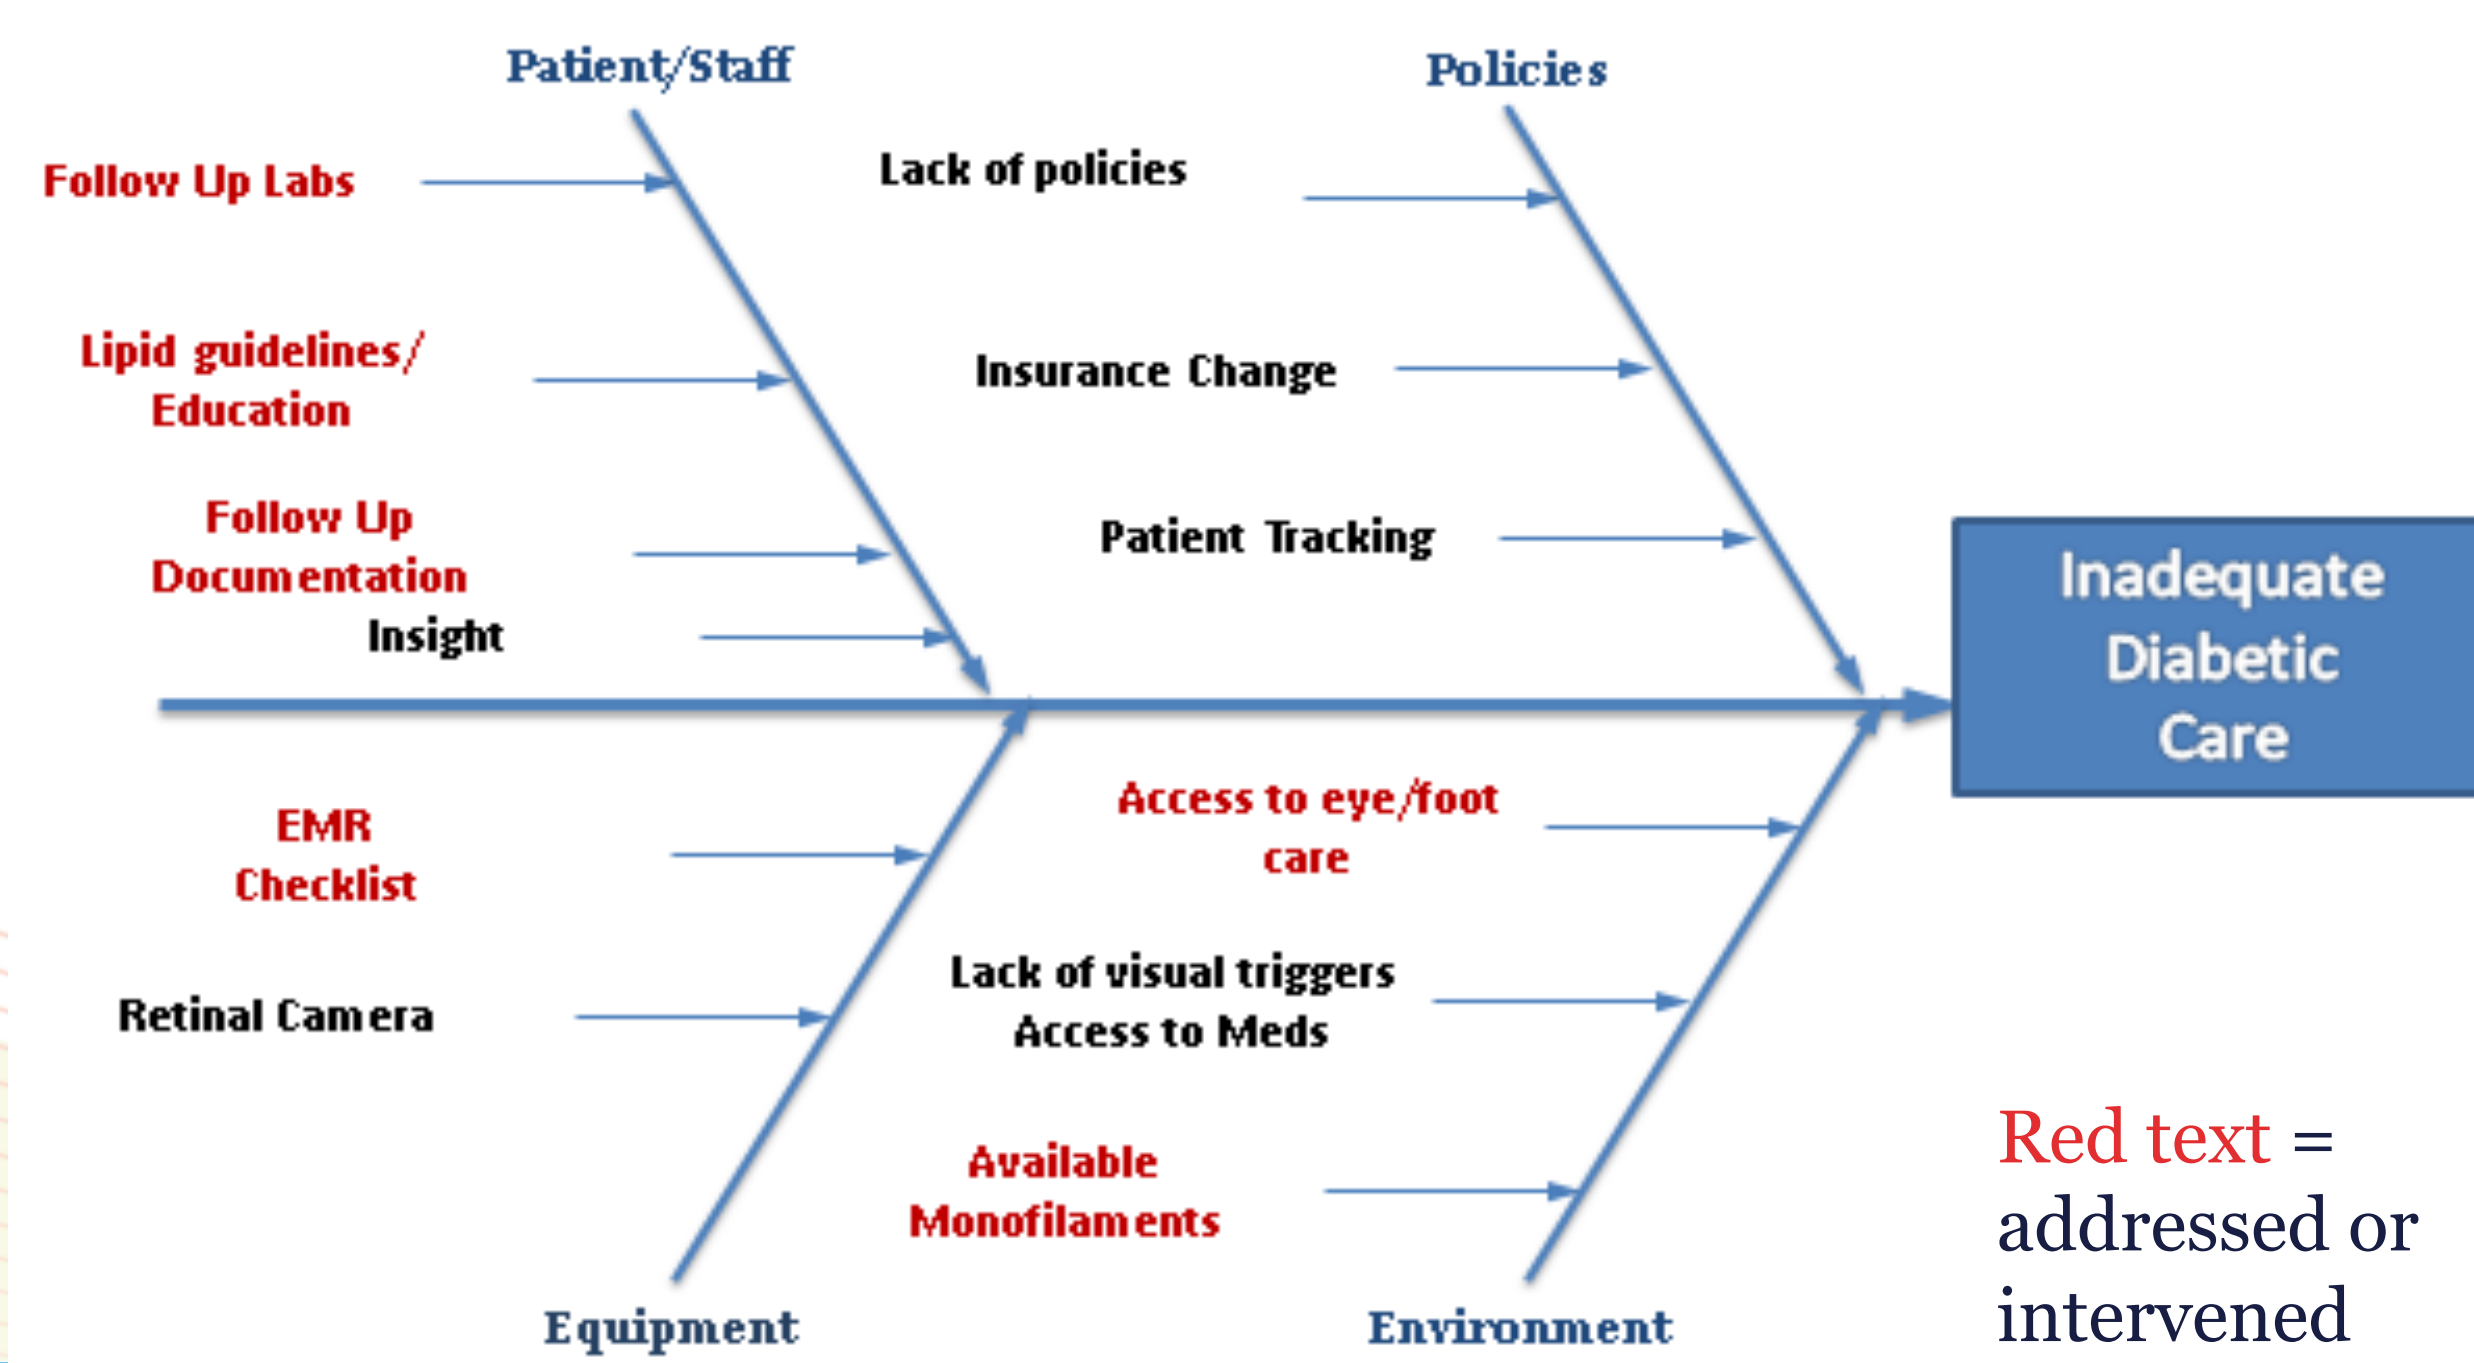 Patient/Staff
Policies
Follow Up Labs
Lack of policies
Lipid guidelines/
Education
Insurance Change
Follow Up
Documentation
Insight
Patient Tracking
Inadequate
Diabetic
Care
EMR
Checklist
Access to eye/foot
care
Retinal Camera
Lack of visual triggers
Access to Meds
Available
Monofilaments
Red text =
addressed or
intervened
Equipment
Environment